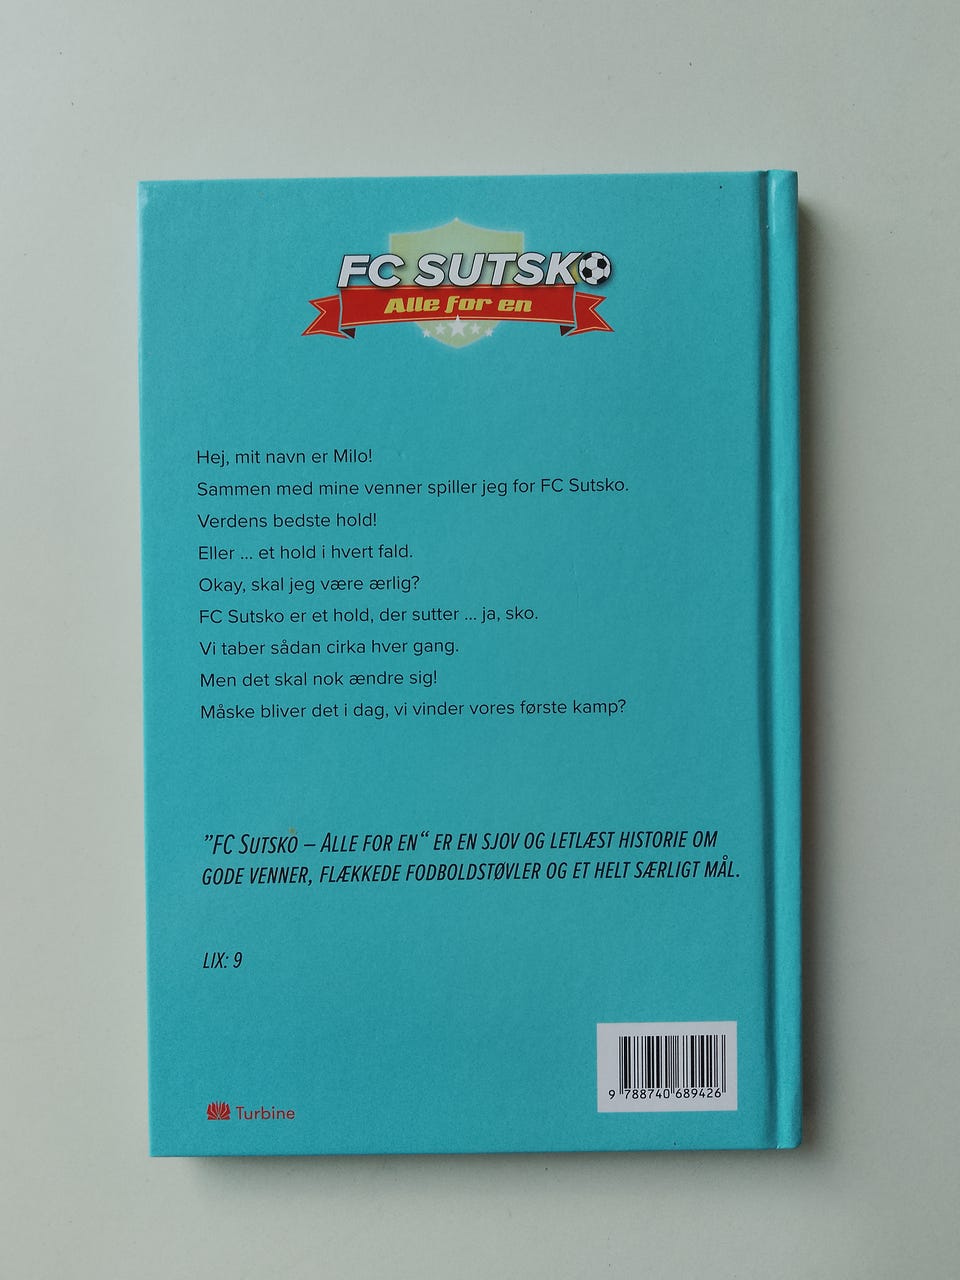 FC SUTSKO
Alle for en
Hej, mit navn er Milo!
Sammen med mine venner spiller jeg for FC Sutsko.
Verdens bedste hold!
Eller ... et hold i hvert fald.
Okay, skal jeg være ærlig?
FC Sutsko er et hold, der sutter ... ja, sko.
Vi taber sådan cirka hver gang.
Men det skal nok ændre sig!
Måske bliver det i dag, vi vinder vores første kamp?
”FC SUTSKO – ALLE FOR EN“ ER EN SJOV OG LETLÆST HISTORIE OM
GODE VENNER, FLÆKKEDE FODBOLDSTØVLER OG ET HELT SÆRLIGT MÅL.
LIX: 9
9 788740 689426
Turbine